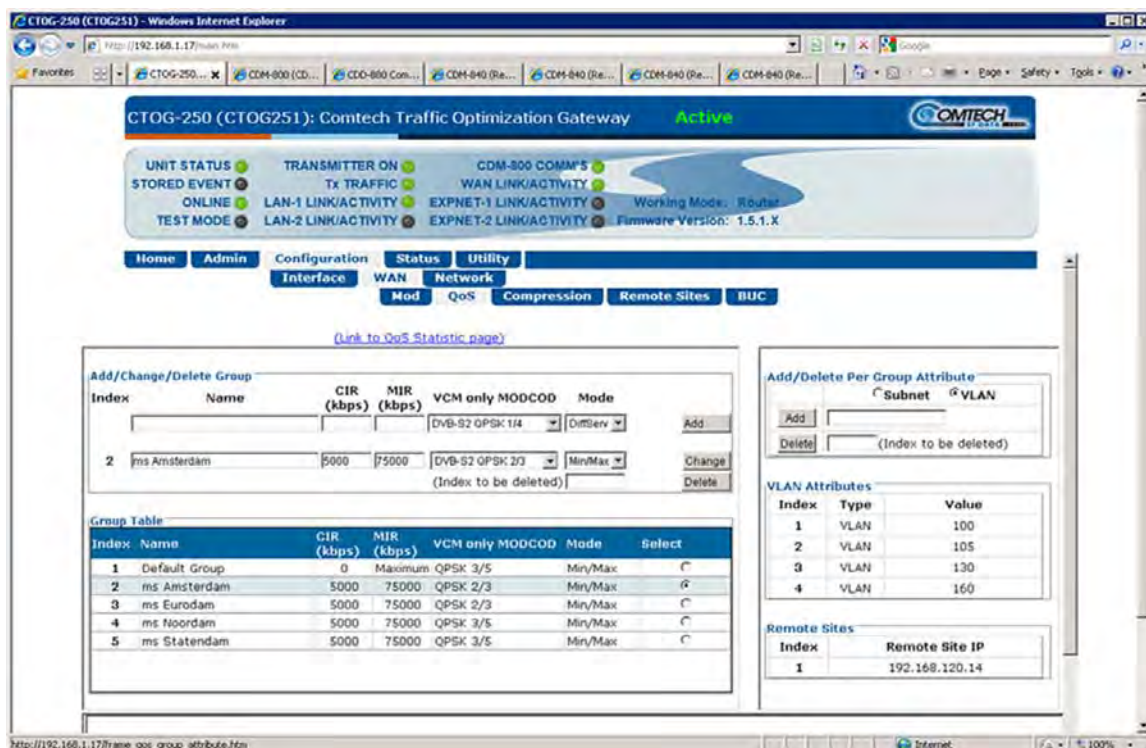 CTOG-250 (CTOG251) - Windows Internet Explorer
http://192.168.1.17/main.htm Google
Favorites CTOG-250... CDM-800 (CD... CDD-880 Com... CDM-840 (Re... CDM-840 (Re... CDM-840 (Re... CDM-840 (Re... Page Safety Tools
CTOG-250 (CTOG251): Comtech Traffic Optimization Gateway Active COMTECH
UNIT STATUS TRANSMITTER ON CDM-800 COMM'S
STORED EVENT Tx TRAFFIC WAN LINK/ACTIVITY
ONLINE LAN-1 LINK/ACTIVITY EXPNET-1 LINK/ACTIVITY Working Mode: Router
TEST MODE LAN-2 LINK/ACTIVITY EXPNET-2 LINK/ACTIVITY Firmware Version: 1.5.1.X
Home Admin Configuration Status Utility
Interface WAN Network
Mod QoS Compression Remote Sites BUC
(Link to QoS Statistic page)
Add/Change/Delete Group
Index Name CIR (kbps) MIR (kbps) VCM only MODCOD Mode
DVB-S2 QPSK 1/4 DiffServ Add
2 ms Amsterdam 5000 75000 DVB-S2 QPSK 2/3 Min/Max Change
(Index to be deleted) Delete
Group Table
Index Name CIR (kbps) MIR (kbps) VCM only MODCOD Mode Select
1 Default Group 0 Maximum QPSK 3/5 Min/Max
2 ms Amsterdam 5000 75000 QPSK 2/3 Min/Max
3 ms Eurodam 5000 75000 QPSK 2/3 Min/Max
4 ms Noordam 5000 75000 QPSK 3/5 Min/Max
5 ms Statendam 5000 75000 QPSK 3/5 Min/Max
Add/Delete Per Group Attribute
Subnet VLAN
Add
Delete (Index to be deleted)
VLAN Attributes
Index Type Value
1 VLAN 100
2 VLAN 105
3 VLAN 130
4 VLAN 160
Remote Sites
Index Remote Site IP
1 192.168.120.14
http://192.168.1.17/frame_qos_group_attribute.htm Internet 100%